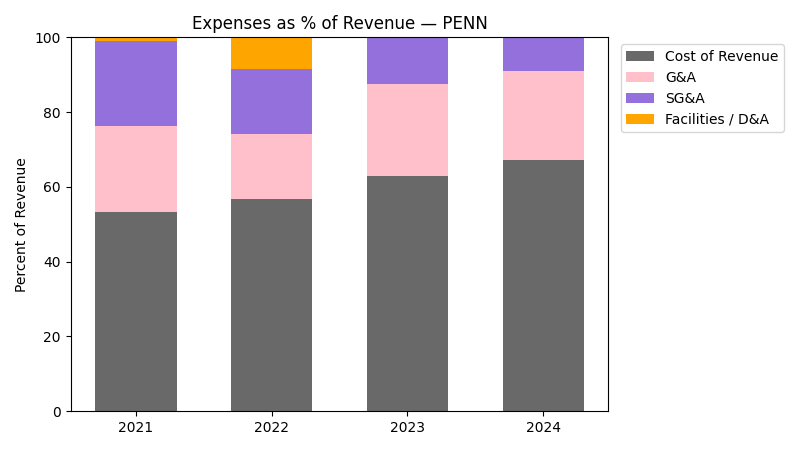 Expenses as % of Revenue — PENN
Percent of Revenue
100
80
60
40
20
0
2021
2022
2023
2024
Cost of Revenue
G&A
SG&A
Facilities / D&A